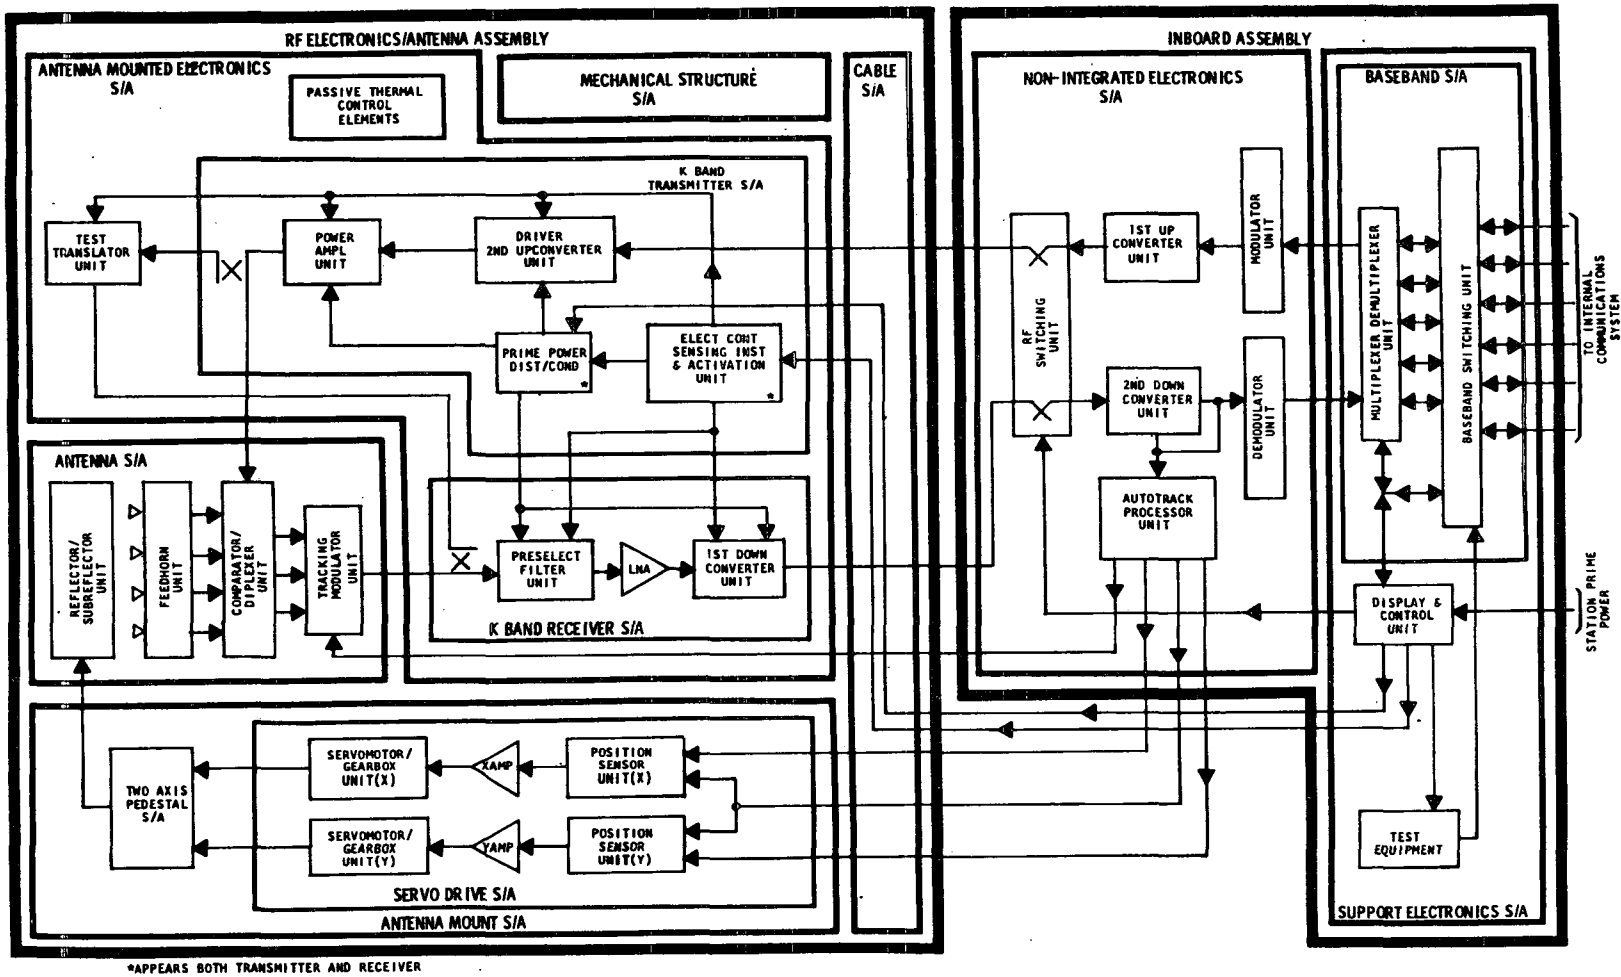 RF ELECTRONICS/ANTENNA ASSEMBLY
ANTENNA MOUNTED ELECTRONICS
S/A
PASSIVE THERMAL
CONTROL
ELEMENTS
MECHANICAL STRUCTURE
S/A
CABLE
S/A
K BAND
TRANSMITTER S/A
TEST
TRANSLATOR
UNIT
POWER
AMPL
UNIT
DRIVER
2ND UPCONVERTER
UNIT
PRIME POWER
DIST/COND
*
ELECT CONT
SENSING INST
& ACTIVATION
UNIT
*
ANTENNA S/A
REFLECTOR/
SUBREFLECTOR
UNIT
FEEDHORN
UNIT
COMPARATOR/
DIPLEXER
UNIT
TRACKING
MODULATOR
UNIT
PRESELECT
FILTER
UNIT
LNA
1ST DOWN
CONVERTER
UNIT
K BAND RECEIVER S/A
TWO AXIS
PEDESTAL
S/A
SERVOMOTOR/
GEARBOX
UNIT(X)
XAMP
POSITION
SENSOR
UNIT(X)
SERVOMOTOR/
GEARBOX
UNIT(Y)
YAMP
POSITION
SENSOR
UNIT(Y)
SERVO DRIVE S/A
ANTENNA MOUNT S/A
*APPEARS BOTH TRANSMITTER AND RECEIVER
INBOARD ASSEMBLY
NON-INTEGRATED ELECTRONICS
S/A
RF
SWITCHING
UNIT
1ST UP
CONVERTER
UNIT
MODULATOR
UNIT
2ND DOWN
CONVERTER
UNIT
DEMODULATOR
UNIT
AUTOTRACK
PROCESSOR
UNIT
BASEBAND S/A
MULTIPLEXER DEMULTIPLEXER
UNIT
BASEBAND SWITCHING UNIT
TO INTERNAL
COMMUNICATIONS
SYSTEM
DISPLAY &
CONTROL
UNIT
STATION PRIME
POWER
TEST
EQUIPMENT
SUPPORT ELECTRONICS S/A